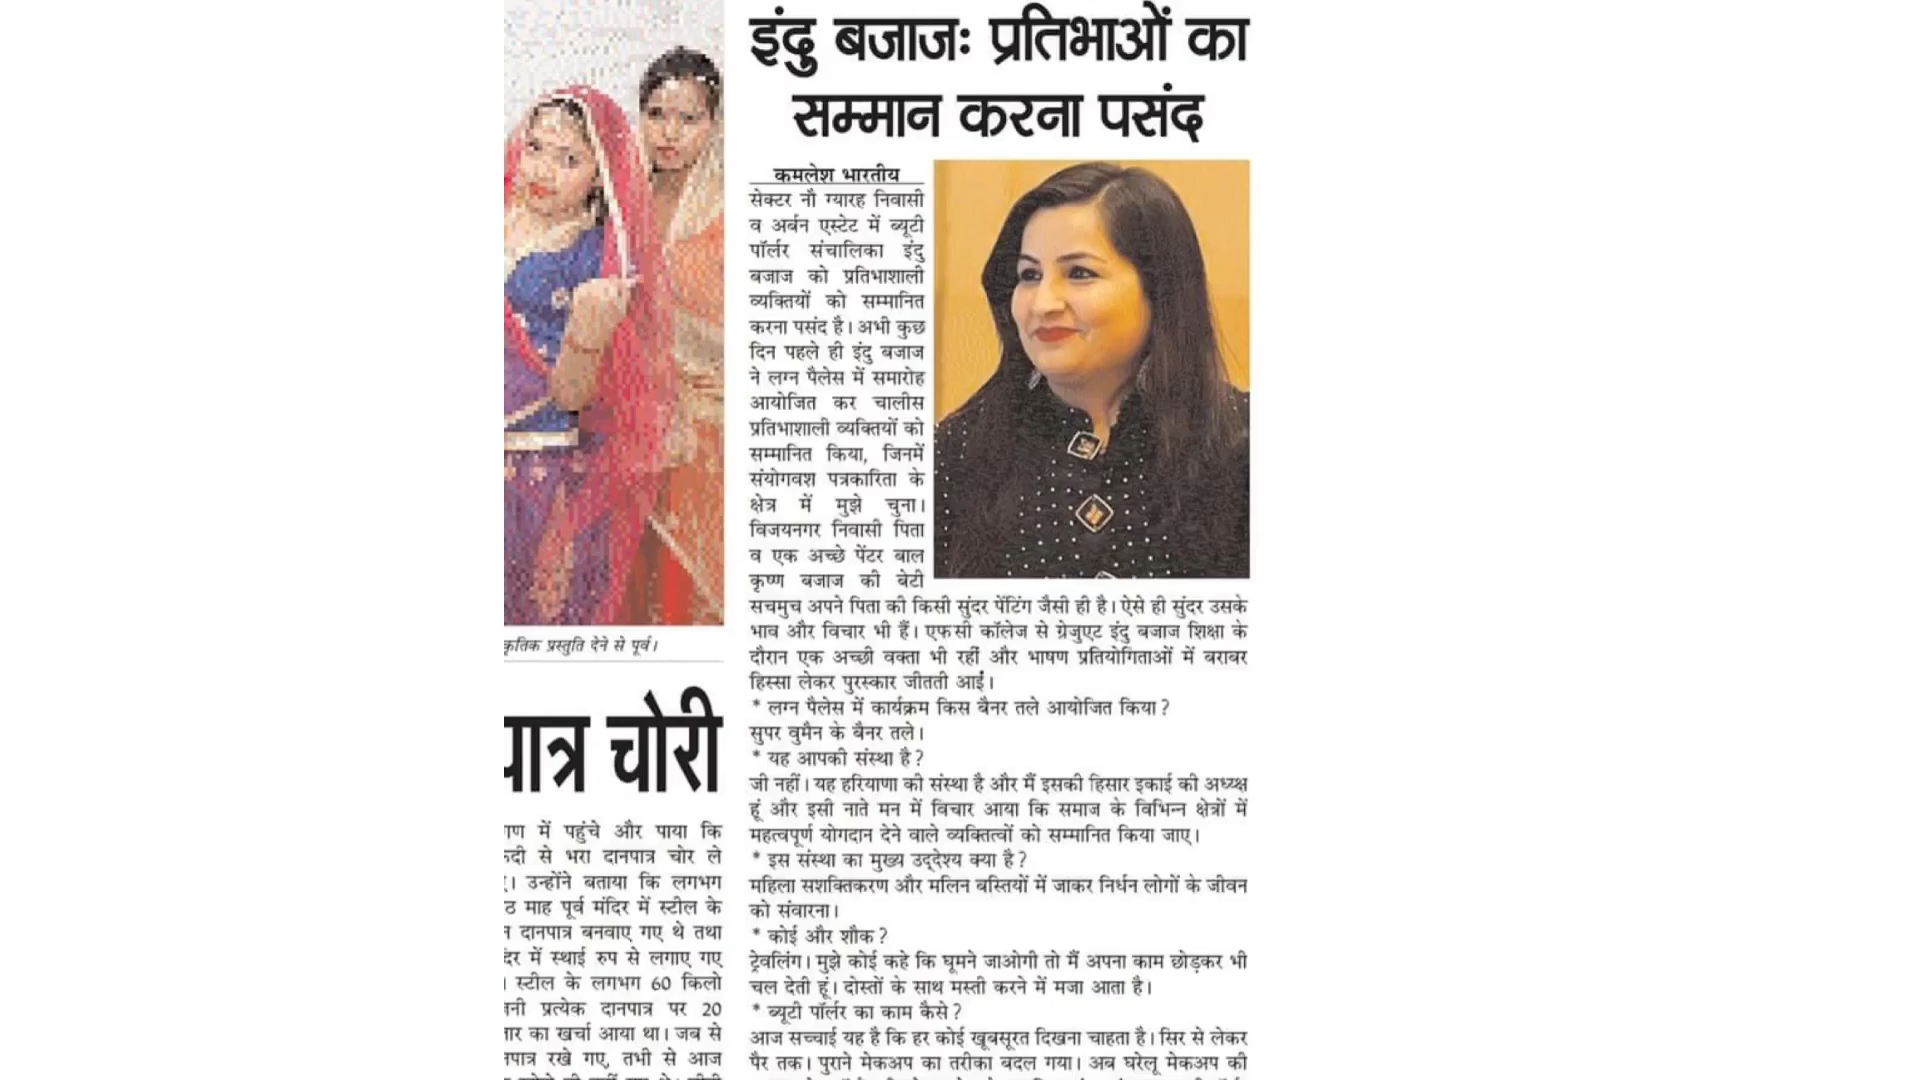 इंदु बजाजः प्रतिभाओं का
सम्मान करना पसंद
कमलेश भारतीय
सेक्टर नौ ग्यारह निवासी
व अर्बन एस्टेट में ब्यूटी
पॉर्लर संचालिका इंदु
बजाज को प्रतिभाशाली
व्यक्तियों को सम्मानित
करना पसंद है। अभी कुछ
दिन पहले ही इंदु बजाज
ने लग्न पैलेस में समारोह
आयोजित कर चालीस
प्रतिभाशाली व्यक्तियों को
सम्मानित किया, जिनमें
संयोगवश पत्रकारिता के
क्षेत्र में मुझे चुना।
विजयनगर निवासी पिता
व एक अच्छे पेंटर बाल
कृष्ण बजाज की बेटी
सचमुच अपने पिता की किसी सुंदर पेंटिंग जैसी ही है। ऐसे ही सुंदर उसके
भाव और विचार भी हैं। एफसी कॉलेज से ग्रेजुएट इंदु बजाज शिक्षा के
दौरान एक अच्छी वक्ता भी रहीं और भाषण प्रतियोगिताओं में बराबर
हिस्सा लेकर पुरस्कार जीतती आईं।
* लग्न पैलेस में कार्यक्रम किस बैनर तले आयोजित किया?
सुपर वुमैन के बैनर तले।
* यह आपकी संस्था है?
जी नहीं। यह हरियाणा की संस्था है और मैं इसकी हिसार इकाई की अध्यक्ष
हूं और इसी नाते मन में विचार आया कि समाज के विभिन्न क्षेत्रों में
महत्वपूर्ण योगदान देने वाले व्यक्तित्वों को सम्मानित किया जाए।
* इस संस्था का मुख्य उद्देश्य क्या है?
महिला सशक्तिकरण और मलिन बस्तियों में जाकर निर्धन लोगों के जीवन
को संवारना।
* कोई और शौक?
ट्रेवलिंग। मुझे कोई कहे कि घूमने जाओगी तो मैं अपना काम छोड़कर भी
चल देती हूं। दोस्तों के साथ मस्ती करने में मजा आता है।
* ब्यूटी पॉर्लर का काम कैसे?
आज सच्चाई यह है कि हर कोई खूबसूरत दिखना चाहता है। सिर से लेकर
पैर तक। पुराने मेकअप का तरीका बदल गया। अब घरेलू मेकअप की
प्रस्तुति देने से पूर्व।
पात्र चोरी
में पहुंचे और पाया कि
से भरा दानपात्र चोर ले
। उन्होंने बताया कि लगभग
माह पूर्व मंदिर में स्टील के
दानपात्र बनवाए गए थे तथा
में स्थाई रुप से लगाए गए
। स्टील के लगभग 60 किलो
प्रत्येक दानपात्र पर 20
का खर्चा आया था। जब से
रखे गए, तभी से आज